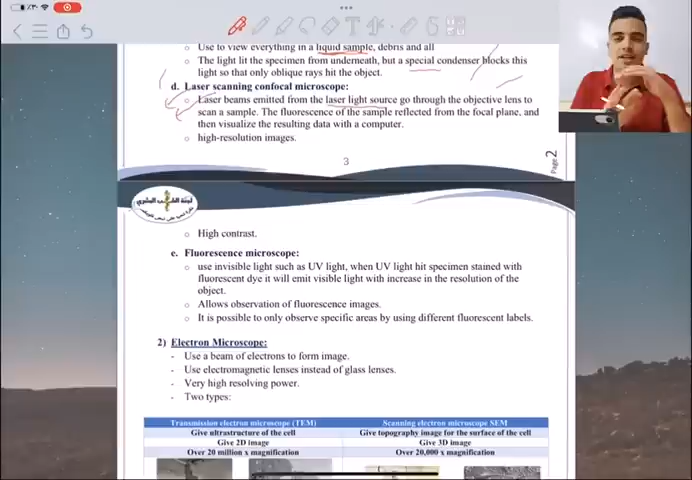 Use to view everything in a liquid sample, debris and all
The light lit the specimen from underneath, but a special condenser blocks this
light so that only oblique rays hit the object.
d. Laser scanning confocal microscope:
Laser beams emitted from the laser light source go through the objective lens to
scan a sample. The fluorescence of the sample reflected from the focal plane, and
then visualize the resulting data with a computer.
high-resolution images.
3
Page 2
لجنة الطب البشري
High contrast.
e. Fluorescence microscope:
use invisible light such as UV light, when UV light hit specimen stained with
fluorescent dye it will emit visible light with increase in the resolution of the
object.
Allows observation of fluorescence images.
It is possible to only observe specific areas by using different fluorescent labels.
2) Electron Microscope:
- Use a beam of electrons to form image.
- Use electromagnetic lenses instead of glass lenses.
- Very high resolving power.
- Two types:
Transmission electron microscope (TEM) Scanning electron microscope SEM
Give ultrastructure of the cell Give topography image for the surface of the cell
Give 2D image Give 3D image
Over 20 million x magnification Over 20,000 x magnification